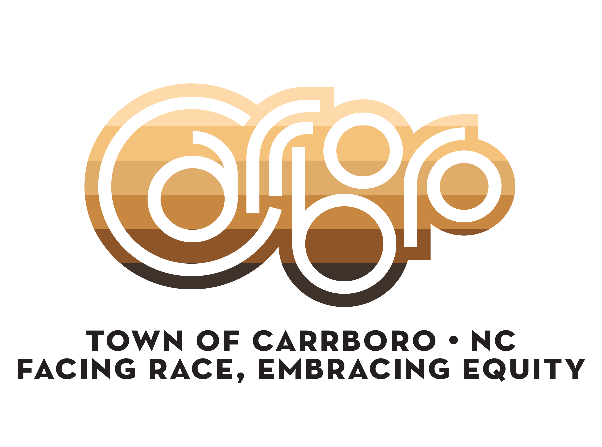 Carrboro
TOWN OF CARRBORO • NC
FACING RACE, EMBRACING EQUITY